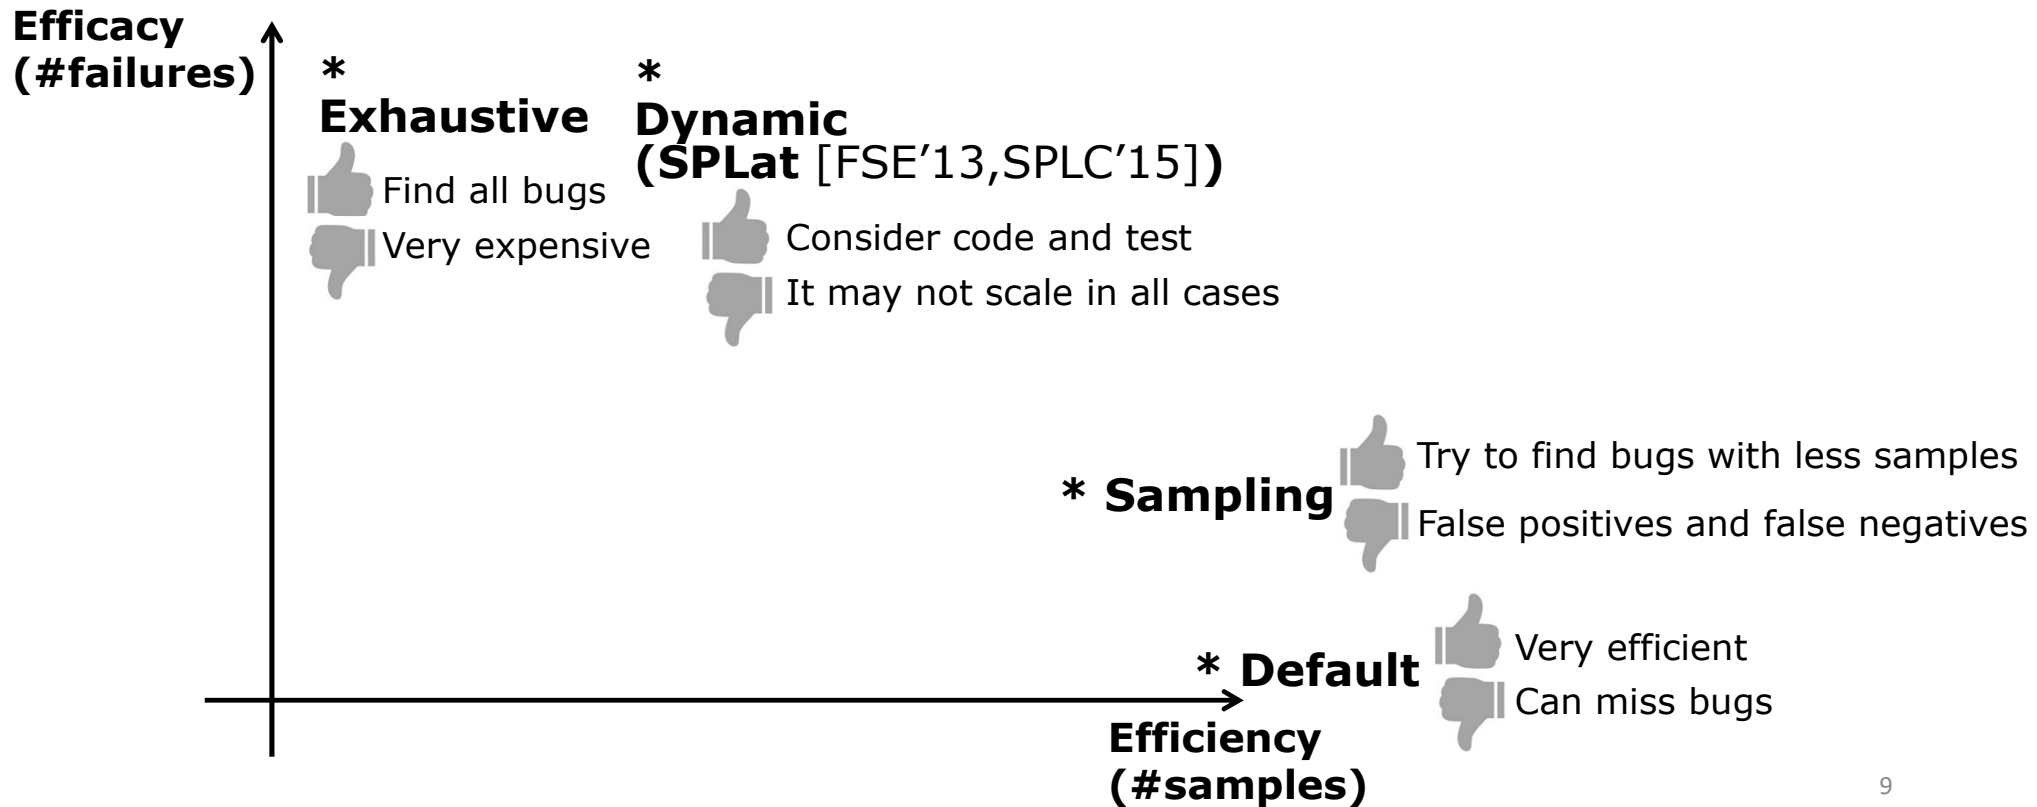 Efficacy
(#failures)
*
Exhaustive
Find all bugs
Very expensive
*
Dynamic
(SPLat [FSE’13,SPLC’15])
Consider code and test
It may not scale in all cases
* Sampling
Try to find bugs with less samples
False positives and false negatives
* Default
Very efficient
Can miss bugs
Efficiency
(#samples)
9